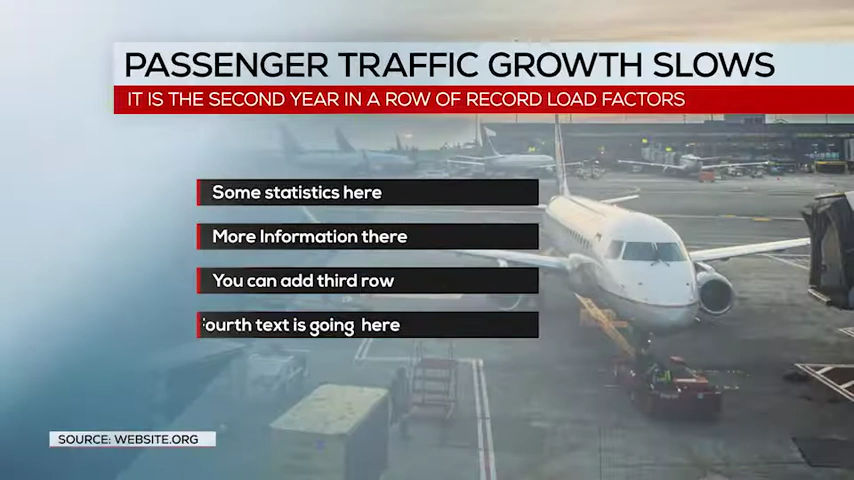 PASSENGER TRAFFIC GROWTH SLOWS
IT IS THE SECOND YEAR IN A ROW OF RECORD LOAD FACTORS
Some statistics here
More Information there
You can add third row
Fourth text is going here
SOURCE: WEBSITE.ORG